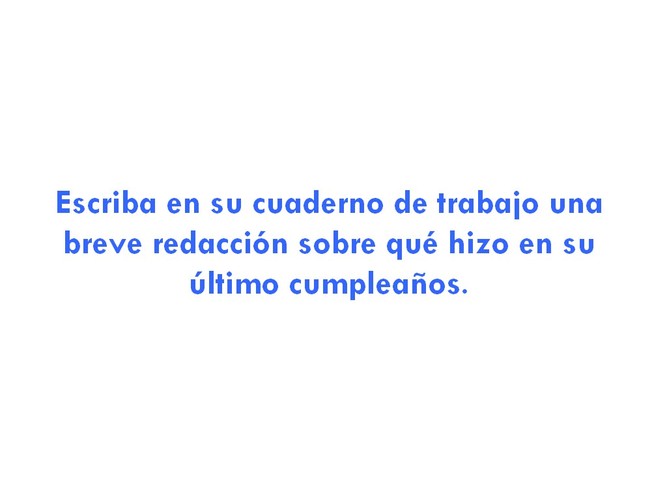 Escriba en su cuaderno de trabajo una
breve redacción sobre qué hizo en su
último cumpleaños.